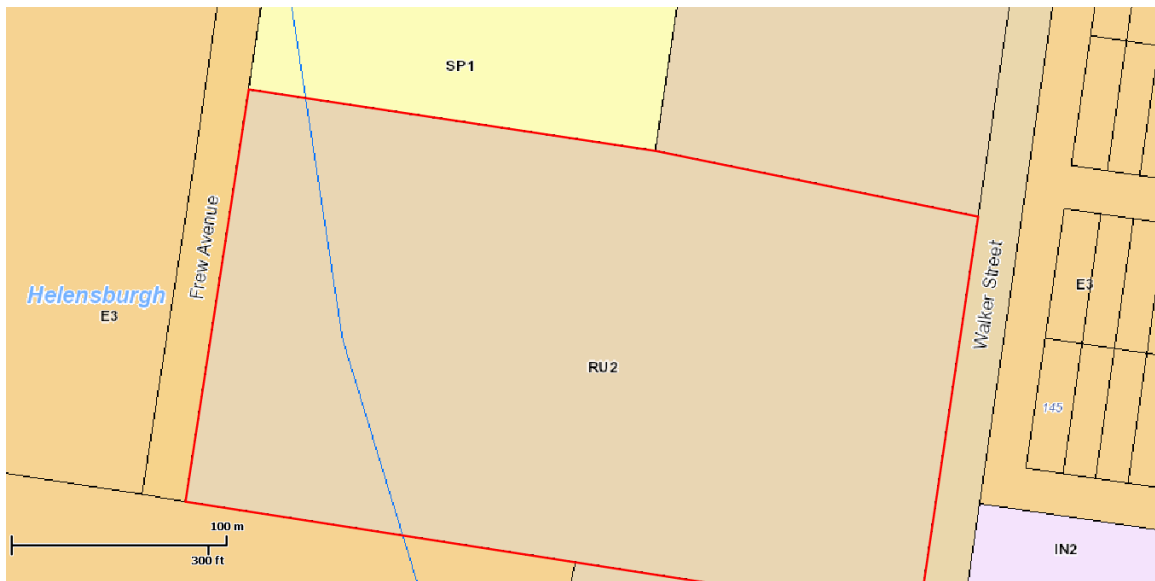 SP1
Frew Avenue
Helensburgh
E3
Walker Street
E3
RU2
145
100 m
300 ft
IN2